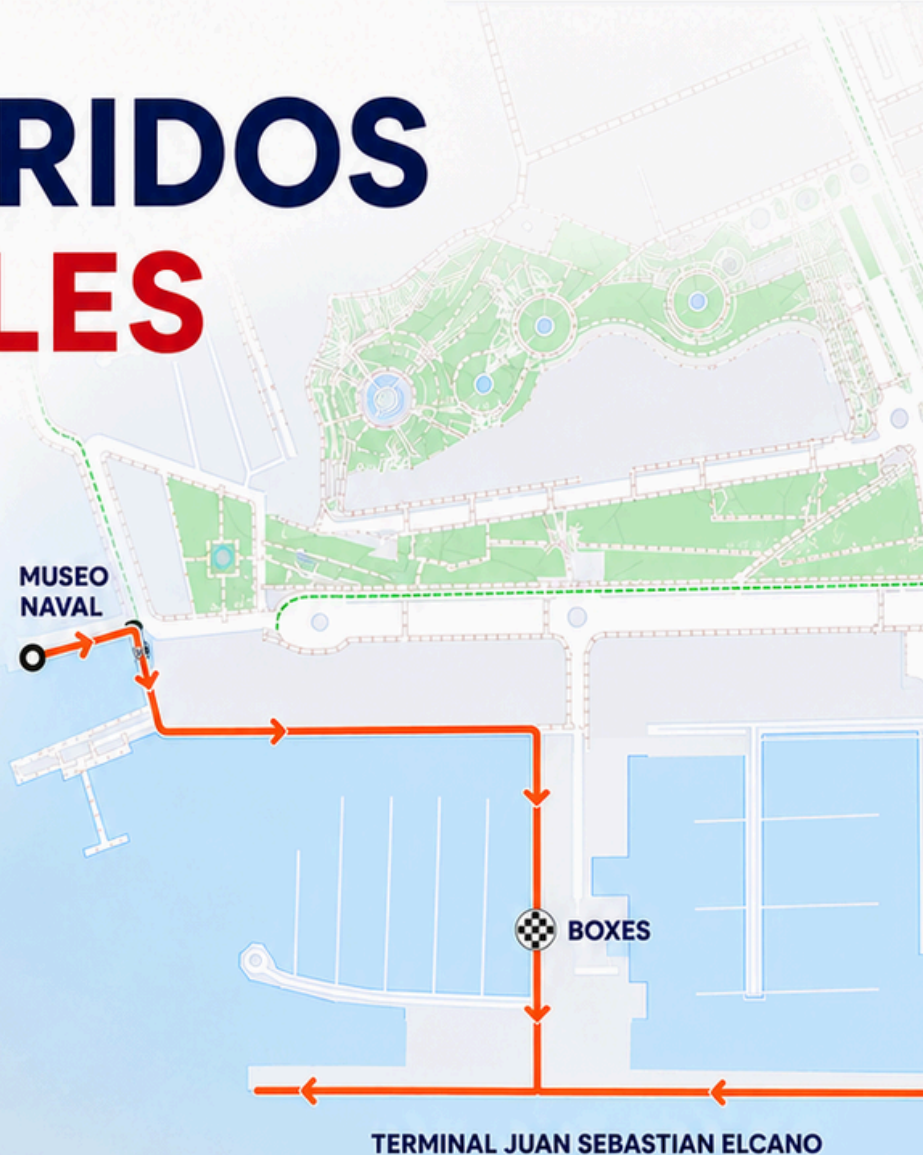 RIDOS
LES
MUSEO
NAVAL
BOXES
TERMINAL JUAN SEBASTIAN ELCANO